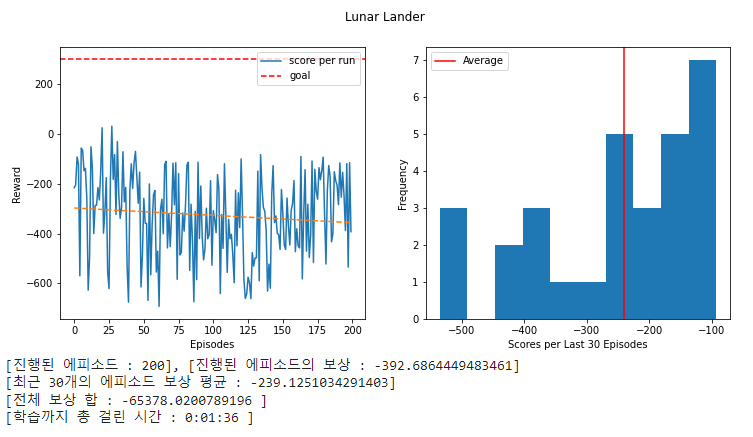 Lunar Lander
score per run
goal
200
0
−200
−400
−600
Reward
0
25
50
75
100
125
150
175
200
Episodes
Average
7
6
5
4
3
2
1
0
Frequency
−500
−400
−300
−200
−100
Scores per Last 30 Episodes
[진행된 에피소드 : 200], [진행된 에피소드의 보상 : -392.6864449483461]
[최근 30개의 에피소드 보상 평균 : -239.1251034291403]
[전체 보상 합 : -65378.0200789196 ]
[학습까지 총 걸린 시간 : 0:01:36 ]